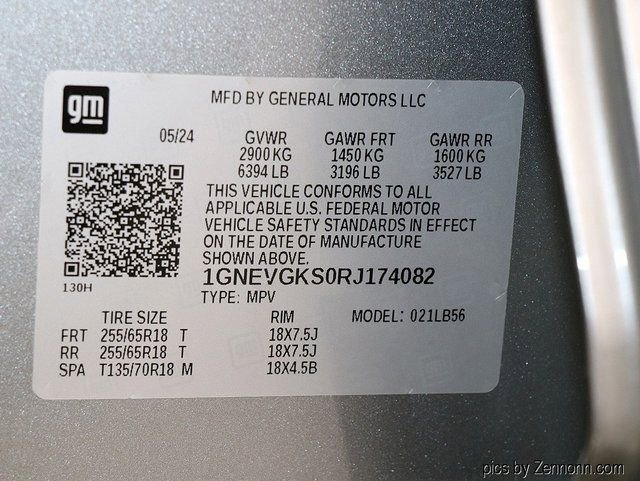 gm
MFD BY GENERAL MOTORS LLC
05/24 GVWR GAWR FRT GAWR RR
2900 KG 1450 KG 1600 KG
6394 LB 3196 LB 3527 LB
THIS VEHICLE CONFORMS TO ALL
APPLICABLE U.S. FEDERAL MOTOR
VEHICLE SAFETY STANDARDS IN EFFECT
ON THE DATE OF MANUFACTURE
SHOWN ABOVE.
1GNEVGKS0RJ174082
130H
TYPE: MPV
TIRE SIZE RIM MODEL: 021LB56
FRT 255/65R18 T 18X7.5J
RR 255/65R18 T 18X7.5J
SPA T135/70R18 M 18X4.5B
pics by Zennonn.com